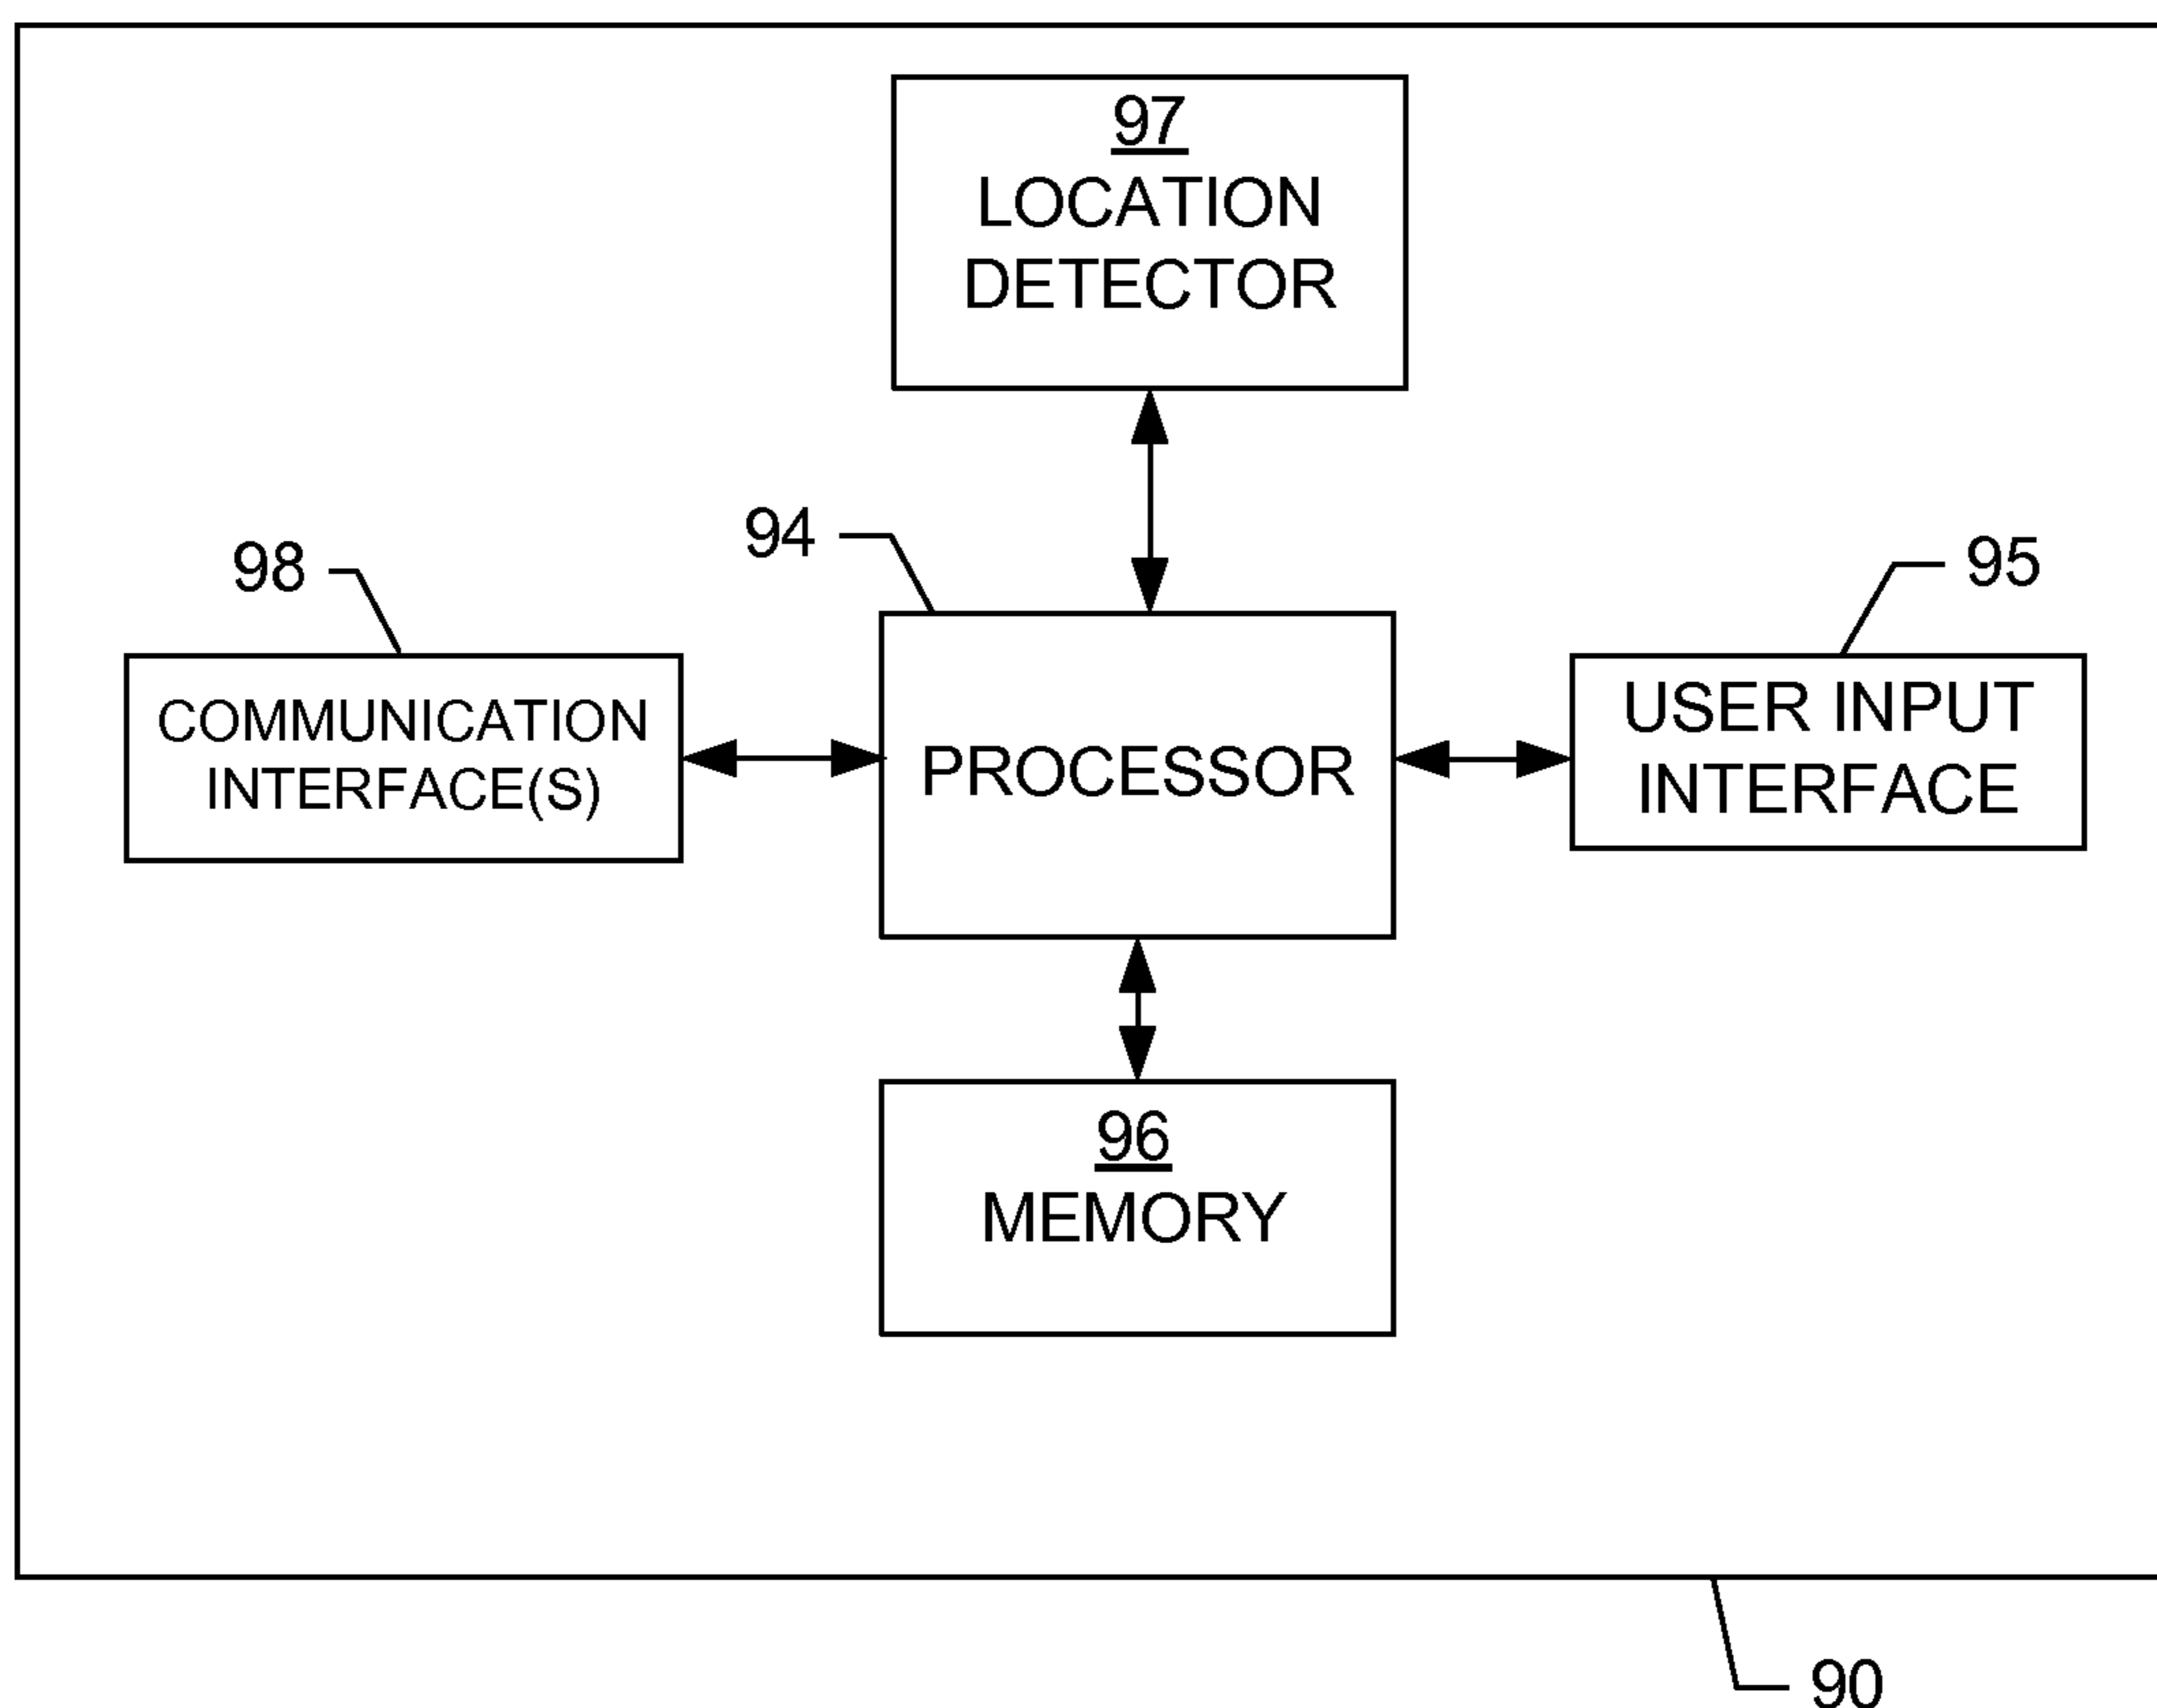 97
LOCATION
DETECTOR
94
98
95
COMMUNICATION
INTERFACE(S)
PROCESSOR
USER INPUT
INTERFACE
96
MEMORY
90